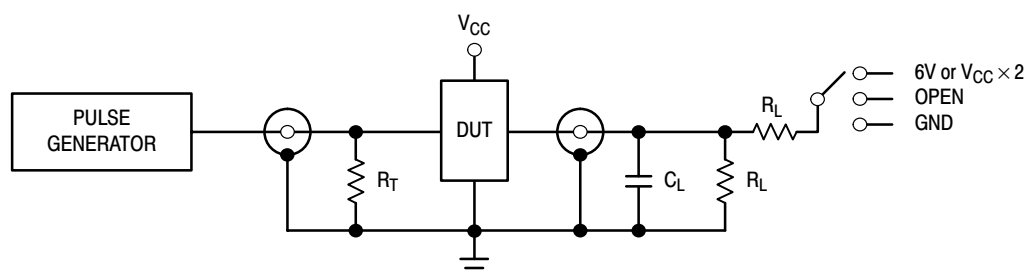 V_CC
6V or V_CC × 2
OPEN
GND
PULSE
GENERATOR
DUT
R_L
R_T
C_L
R_L